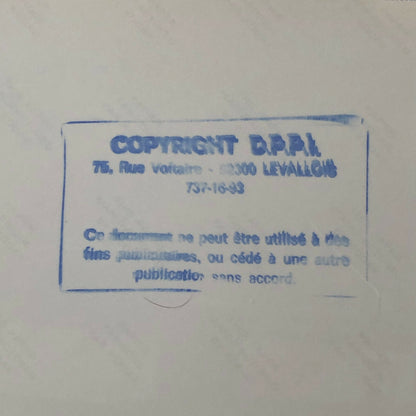 COPYRIGHT D.P.P.I.
75, Rue Voltaire - 92300 LEVALLOIS
737-16-93
Ce document ne peut être utilisé à des
fins publicitaires, ou cédé à une autre
publication sans accord.